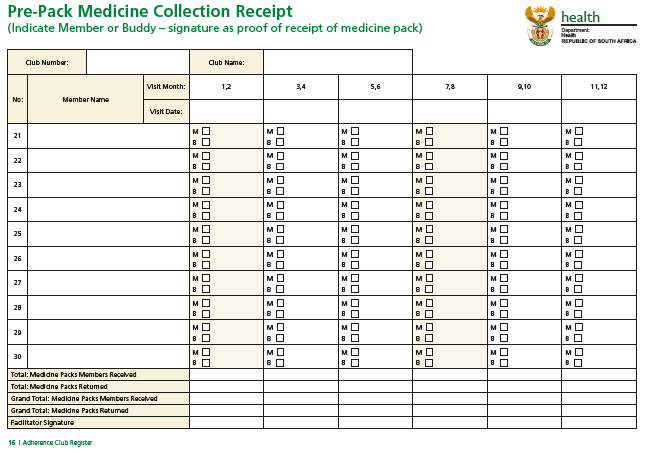 Pre-Pack Medicine Collection Receipt
(Indicate Member or Buddy – signature as proof of receipt of medicine pack)
health
Department:
Health
REPUBLIC OF SOUTH AFRICA
Club Number: Club Name:
No: Member Name Visit Month: 1,2 3,4 5,6 7,8 9,10 11,12
Visit Date:
21 M M M M M M
B B B B B B
22 M M M M M M
B B B B B B
23 M M M M M M
B B B B B B
24 M M M M M M
B B B B B B
25 M M M M M M
B B B B B B
26 M M M M M M
B B B B B B
27 M M M M M M
B B B B B B
28 M M M M M M
B B B B B B
29 M M M M M M
B B B B B B
30 M M M M M M
B B B B B B
Total: Medicine Packs Members Received
Total: Medicine Packs Returned
Grand Total: Medicine Packs Members Received
Grand Total: Medicine Packs Returned
Facilitator Signature
16 | Adherence Club Register